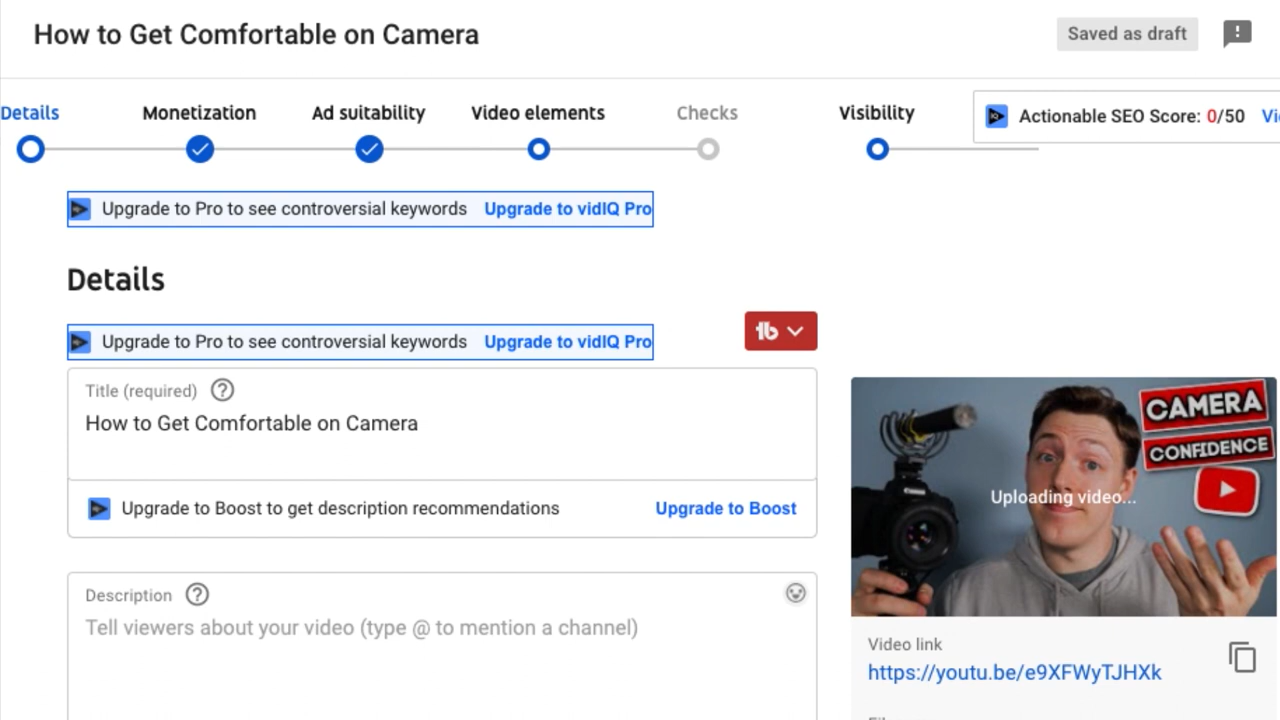 How to Get Comfortable on Camera
Saved as draft
Details
Monetization
Ad suitability
Video elements
Checks
Visibility
Actionable SEO Score: 0/50
Upgrade to Pro to see controversial keywords Upgrade to vidIQ Pro
Details
Upgrade to Pro to see controversial keywords Upgrade to vidIQ Pro
Title (required)
How to Get Comfortable on Camera
Upgrade to Boost to get description recommendations Upgrade to Boost
CAMERA
CONFIDENCE
Uploading video...
Description
Tell viewers about your video (type @ to mention a channel)
Video link
https://youtu.be/e9XFWyTJHXk